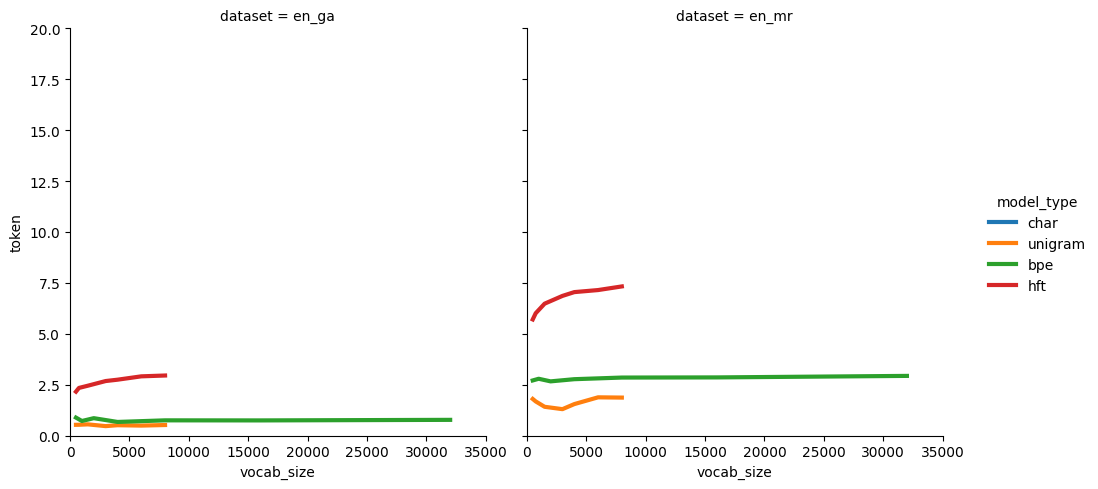 dataset = en_ga
dataset = en_mr
20.0
17.5
15.0
12.5
10.0
7.5
5.0
2.5
0.0
token
0 5000 10000 15000 20000 25000 30000 35000
0 5000 10000 15000 20000 25000 30000 35000
vocab_size
vocab_size
model_type
char
unigram
bpe
hft